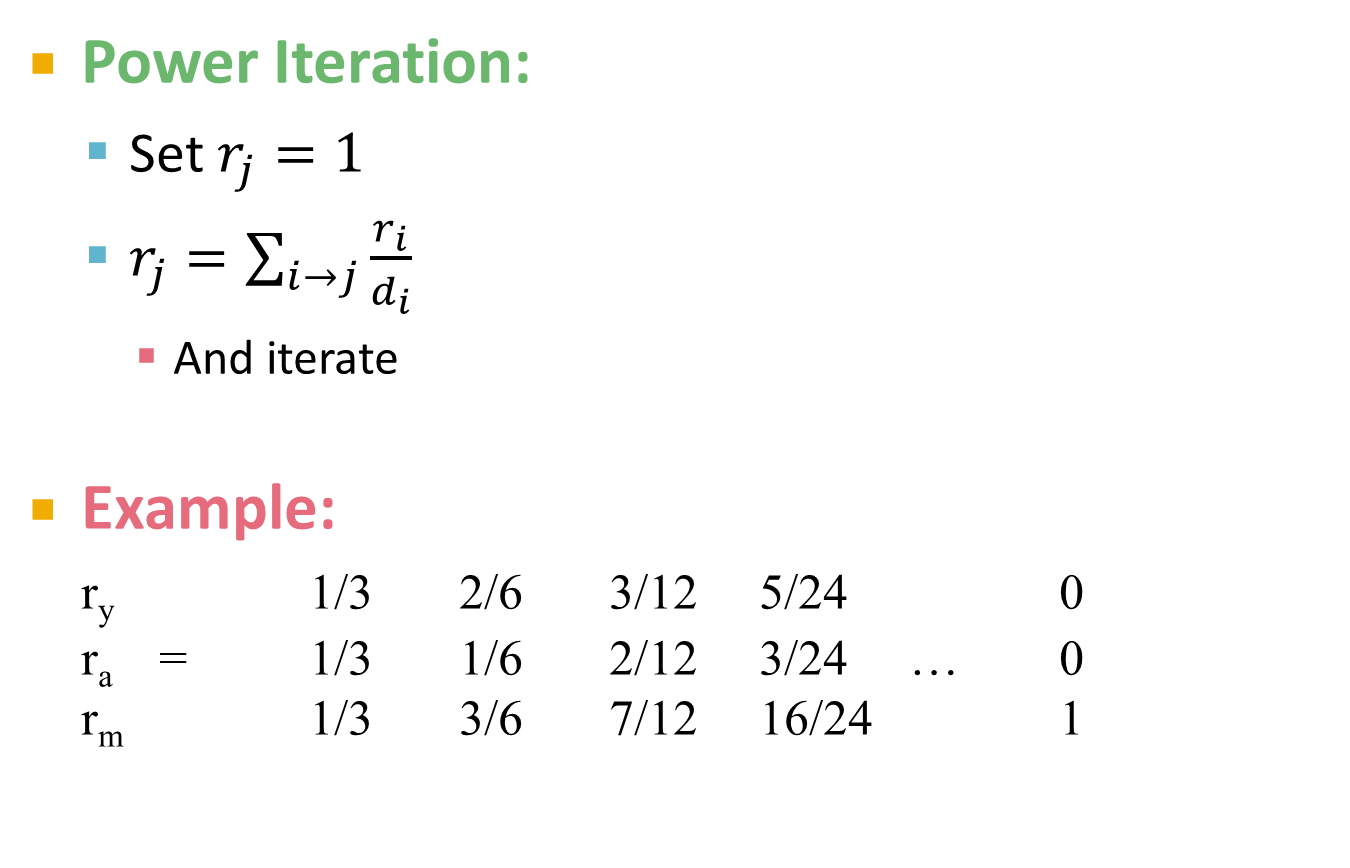 Power Iteration:
Set r_j = 1
r_j = ∑_{i→j} r_i / d_i
And iterate
Example:
r_y 1/3 2/6 3/12 5/24 0
r_a = 1/3 1/6 2/12 3/24 … 0
r_m 1/3 3/6 7/12 16/24 1